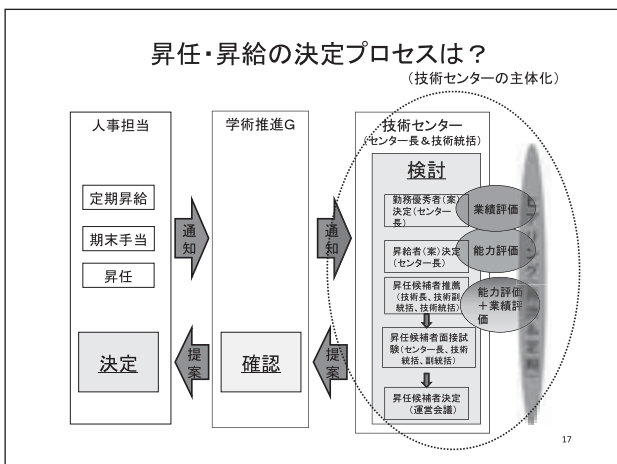 昇任・昇給の決定プロセスは？
（技術センターの主体化）
人事担当
定期昇給
期末手当
昇任
決定
通知
提案
学術推進G
確認
通知
提案
技術センター
（センター長＆技術統括）
検討
勤務優秀者（案）
決定（センター
長）
業績評価
昇給者（案）決定
（センター長）
能力評価
昇任候補者推薦
（技術長、技術副
統括、技術統括）
能力評価
＋業績評
価
昇任候補者面接試
験（センター長、技術
統括、副統括）
昇任候補者決定
（運営会議）
17